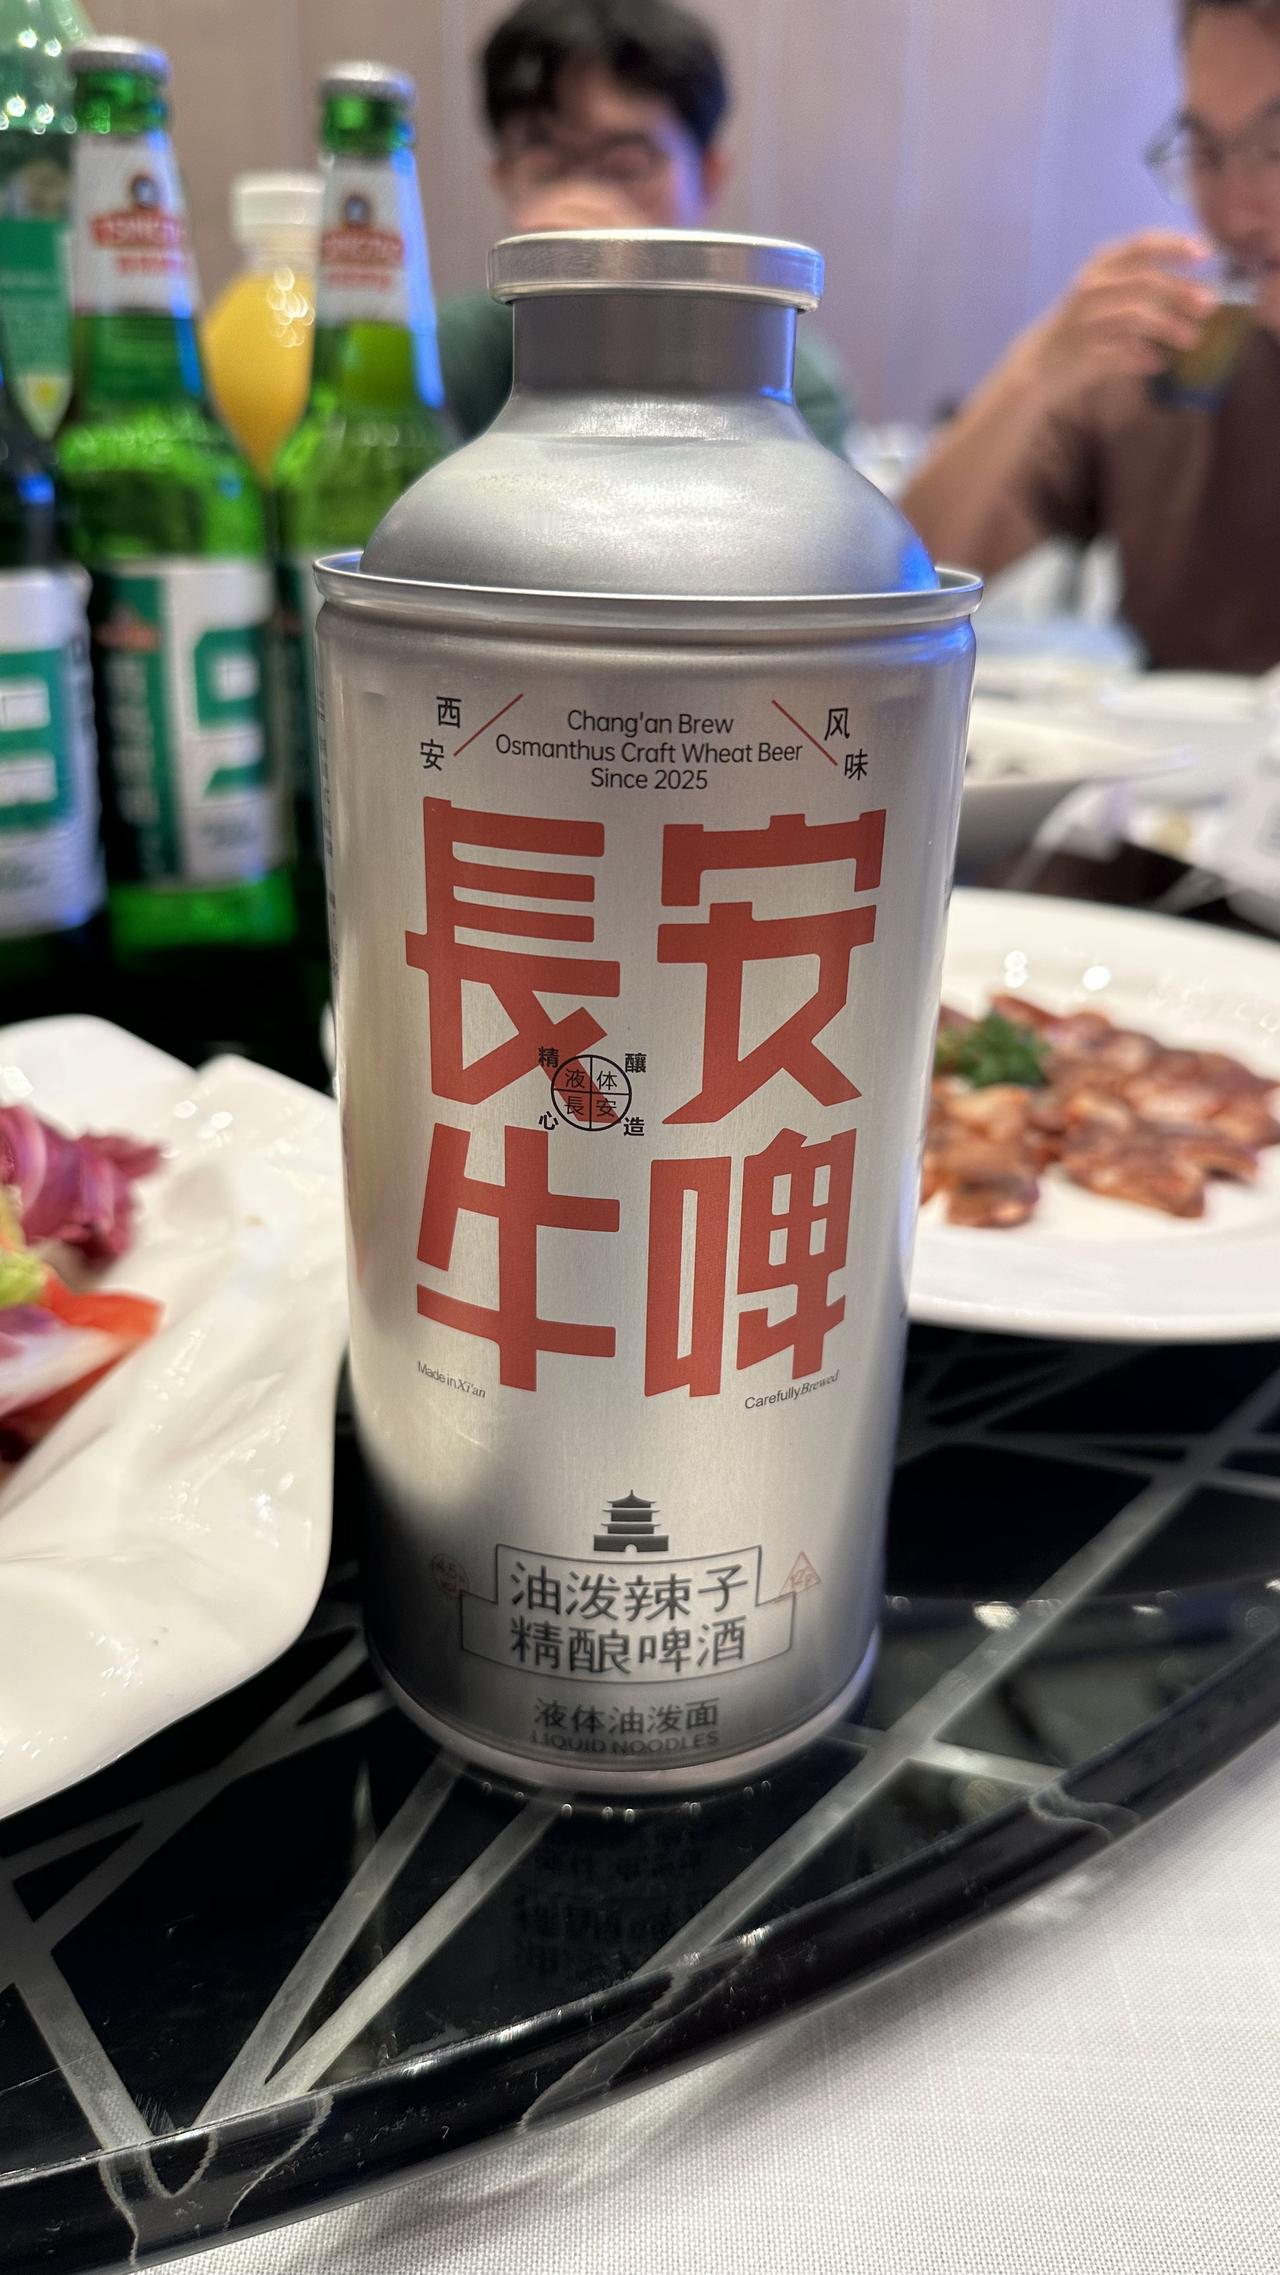 西安
风味
Chang'an Brew
Osmanthus Craft Wheat Beer
Since 2025
長安
牛啤
精釀
液体
長安
心造
Made in Xi'an
Carefully Brewed
油泼辣子
精酿啤酒
液体油泼面
LIQUID NOODLES